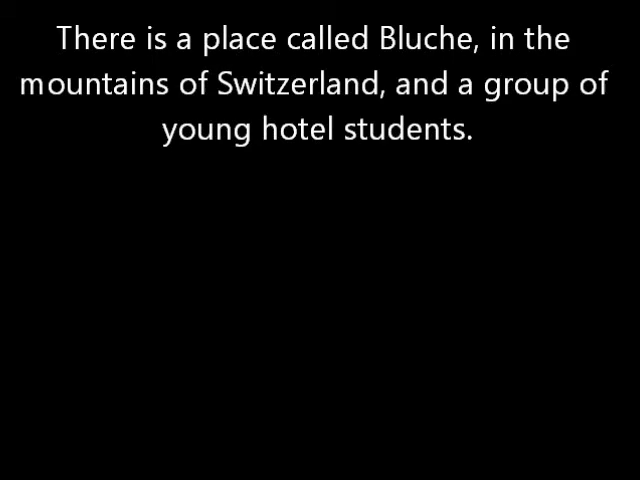 There is a place called Bluche, in the
mountains of Switzerland, and a group of
young hotel students.